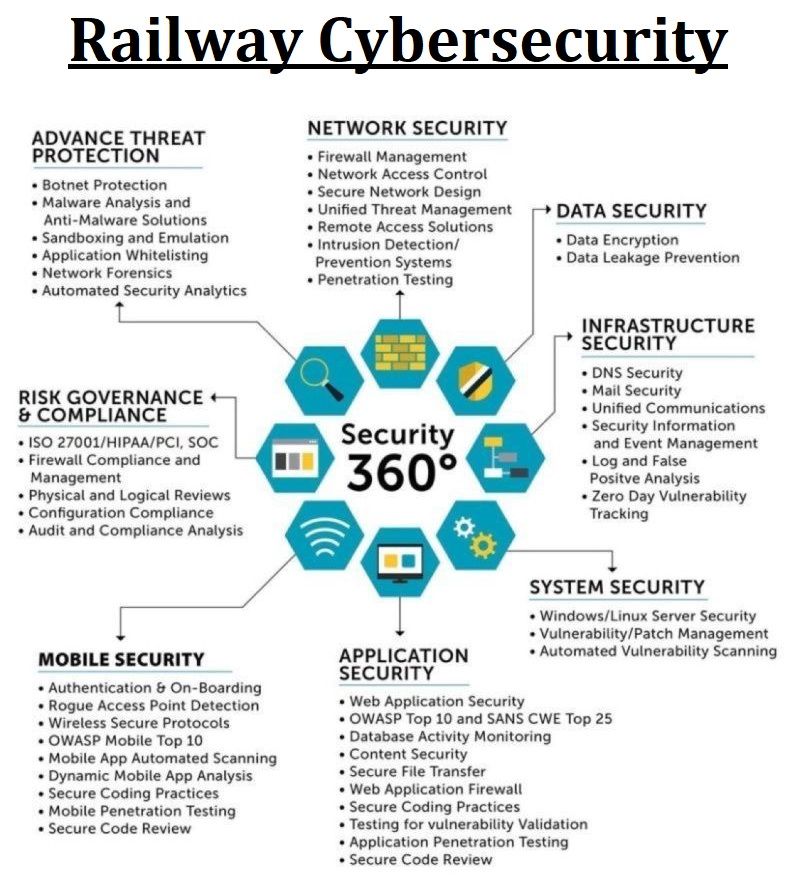 Railway Cybersecurity
ADVANCE THREAT
PROTECTION
• Botnet Protection
• Malware Analysis and
Anti-Malware Solutions
• Sandboxing and Emulation
• Application Whitelisting
• Network Forensics
• Automated Security Analytics
NETWORK SECURITY
• Firewall Management
• Network Access Control
• Secure Network Design
• Unified Threat Management
• Remote Access Solutions
• Intrusion Detection/
Prevention Systems
• Penetration Testing
DATA SECURITY
• Data Encryption
• Data Leakage Prevention
INFRASTRUCTURE
SECURITY
• DNS Security
• Mail Security
• Unified Communications
• Security Information
and Event Management
• Log and False
Positve Analysis
• Zero Day Vulnerability
Tracking
RISK GOVERNANCE
& COMPLIANCE
• ISO 27001/HIPAA/PCI, SOC
• Firewall Compliance and
Management
• Physical and Logical Reviews
• Configuration Compliance
• Audit and Compliance Analysis
Security
360°
SYSTEM SECURITY
• Windows/Linux Server Security
• Vulnerability/Patch Management
• Automated Vulnerability Scanning
MOBILE SECURITY
• Authentication & On-Boarding
• Rogue Access Point Detection
• Wireless Secure Protocols
• OWASP Mobile Top 10
• Mobile App Automated Scanning
• Dynamic Mobile App Analysis
• Secure Coding Practices
• Mobile Penetration Testing
• Secure Code Review
APPLICATION
SECURITY
• Web Application Security
• OWASP Top 10 and SANS CWE Top 25
• Database Activity Monitoring
• Content Security
• Secure File Transfer
• Web Application Firewall
• Secure Coding Practices
• Testing for vulnerability Validation
• Application Penetration Testing
• Secure Code Review